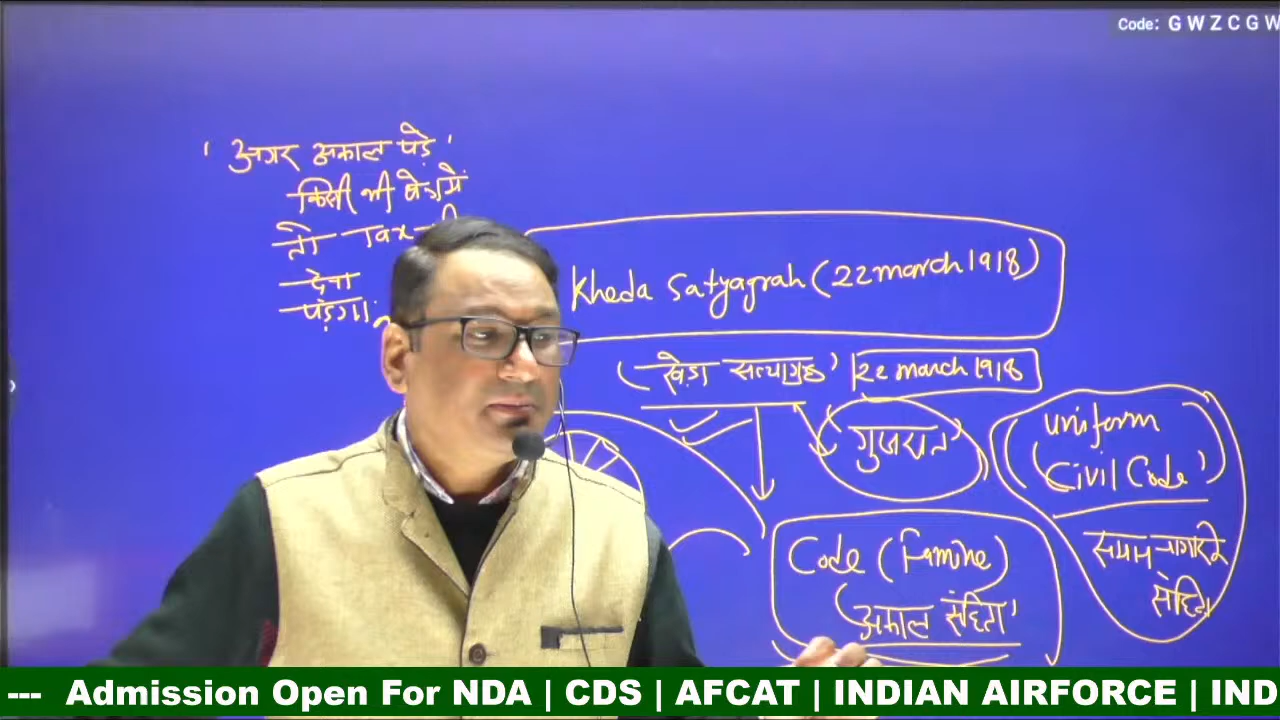 Code: G W Z C G W
' अगर अकाल पड़े '
किसी भी क्षेत्र में
तो Tax
देना
पड़ेगा।
Kheda Satyagrah (22 march 1918)
(खेड़ा सत्याग्रह) 22 march 1918
(गुजरात)
(uniform
(Civil Code')
समान नागरिक
संहिता
Code (Famine)
(अकाल संहिता'
--- Admission Open For NDA | CDS | AFCAT | INDIAN AIRFORCE | IND